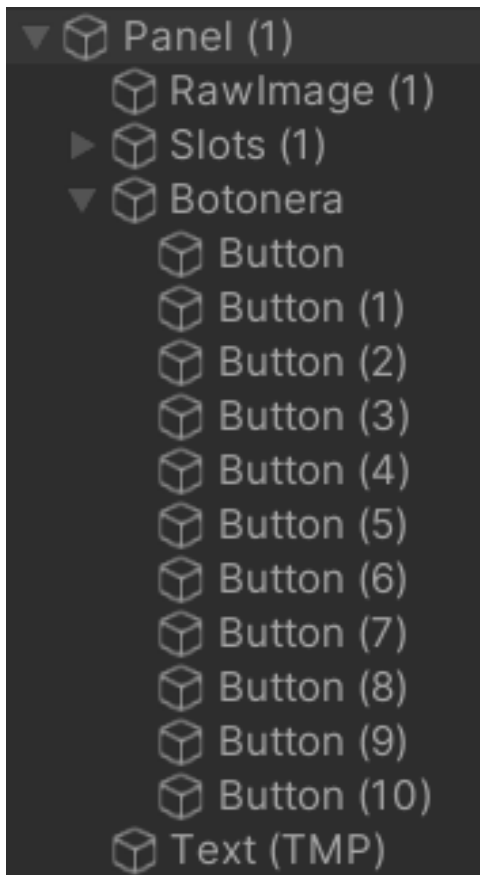 Panel (1)
RawImage (1)
Slots (1)
Botonera
Button
Button (1)
Button (2)
Button (3)
Button (4)
Button (5)
Button (6)
Button (7)
Button (8)
Button (9)
Button (10)
Text (TMP)